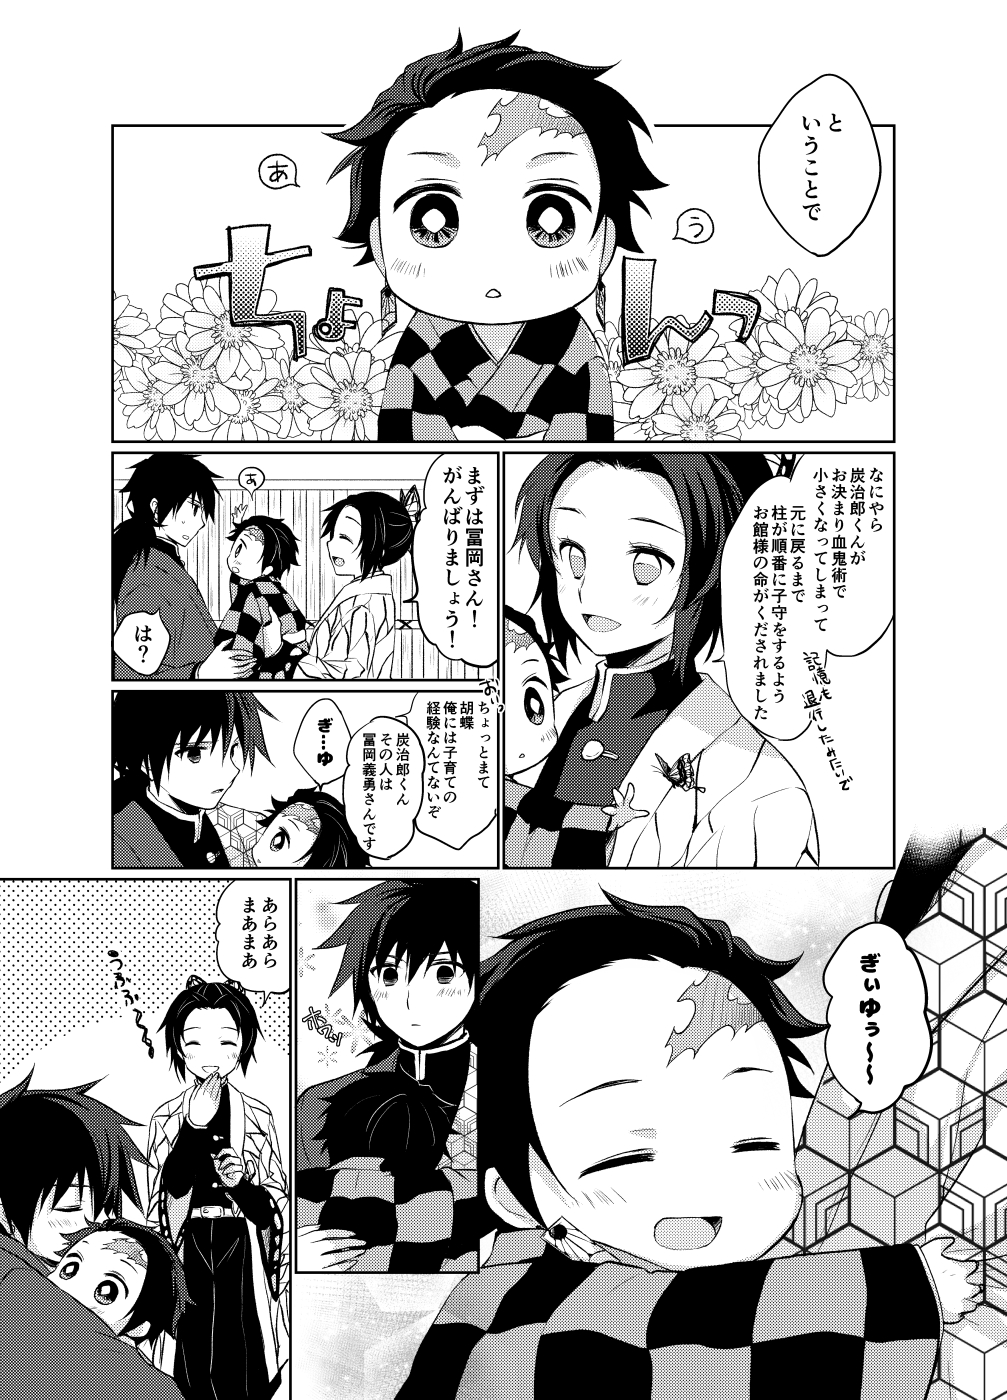 と
いうことで
う
あ
ちょしっ
なにやら
炭治郎くんが
お決まり血鬼術で
小さくなってしまって
記憶も
退行したみたいで
元に戻るまで
柱が順番に子守をするよう
お館様の命がくだされました
まずは冨岡さん!
がんばりましょう!
あ
は?
おい
ちょっとまて
胡蝶
俺には子育ての
経験なんてないぞ
炭治郎くん
その人は
冨岡義勇さんです
ぎ…ゆ
ぎぃゆぅ〜〜
あらあら
まあまあ
うふふふ〜